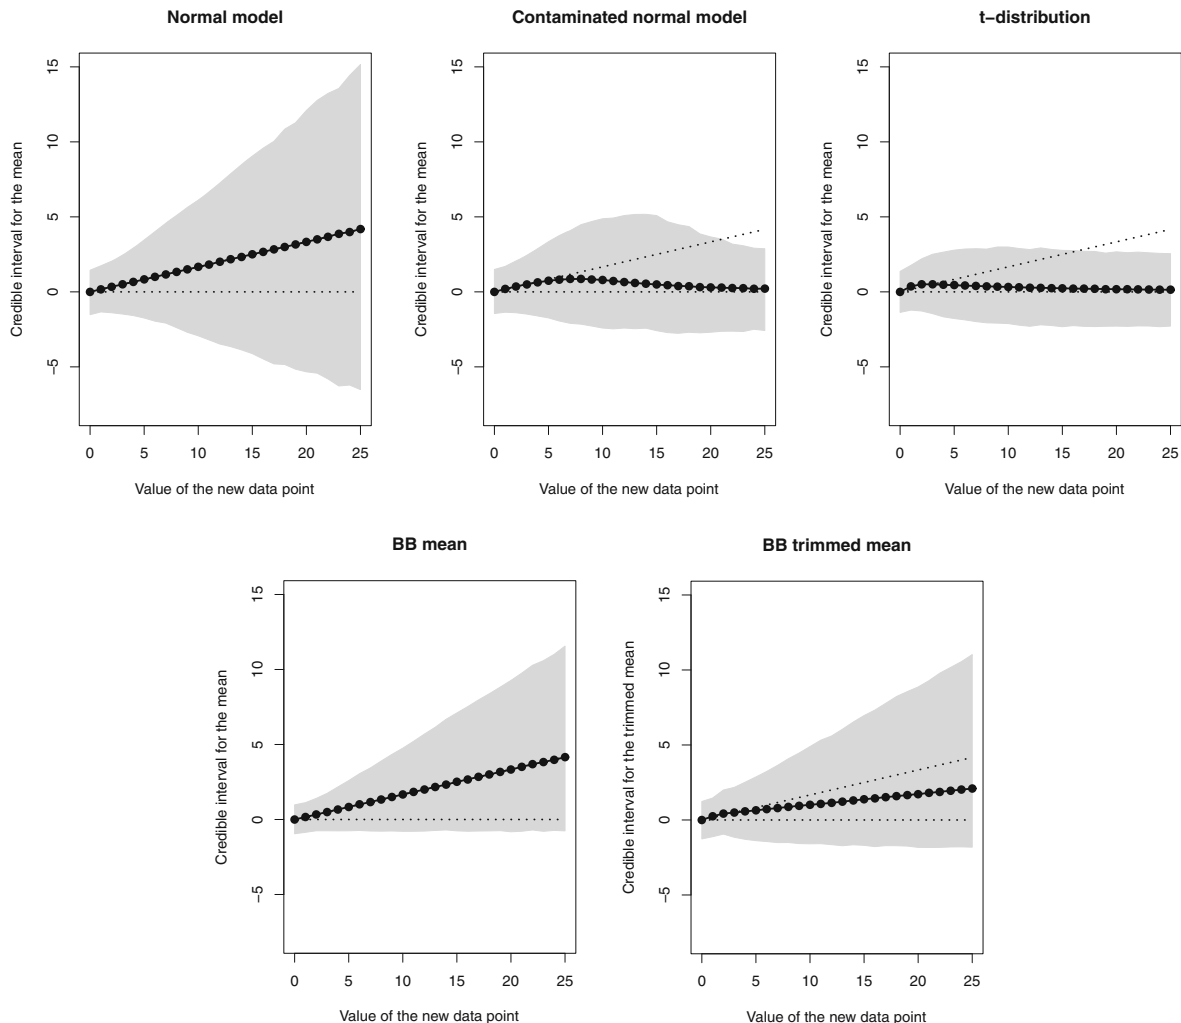 Normal model
Contaminated normal model
t−distribution
Credible interval for the mean
−5 0 5 10 15
0 5 10 15 20 25
Value of the new data point
Credible interval for the mean
−5 0 5 10 15
0 5 10 15 20 25
Value of the new data point
Credible interval for the mean
−5 0 5 10 15
0 5 10 15 20 25
Value of the new data point
BB mean
BB trimmed mean
Credible interval for the mean
−5 0 5 10 15
0 5 10 15 20 25
Value of the new data point
Credible interval for the trimmed mean
−5 0 5 10 15
0 5 10 15 20 25
Value of the new data point